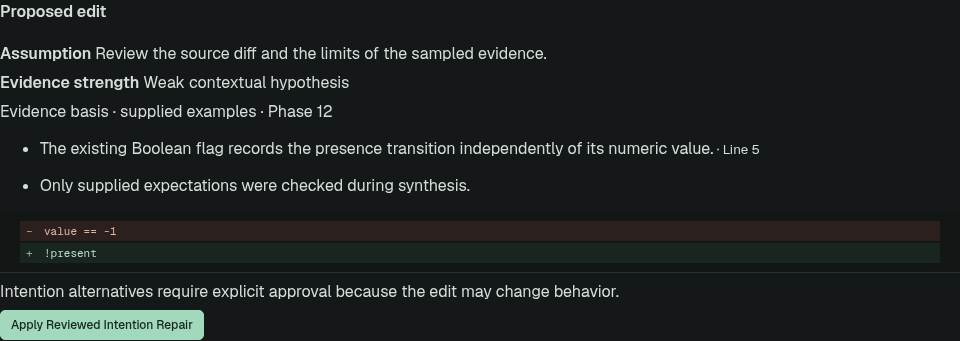 Proposed edit
Assumption Review the source diff and the limits of the sampled evidence.
Evidence strength Weak contextual hypothesis
Evidence basis · supplied examples · Phase 12
• The existing Boolean flag records the presence transition independently of its numeric value. · Line 5
• Only supplied expectations were checked during synthesis.
- value == -1
+ !present
Intention alternatives require explicit approval because the edit may change behavior.
Apply Reviewed Intention Repair